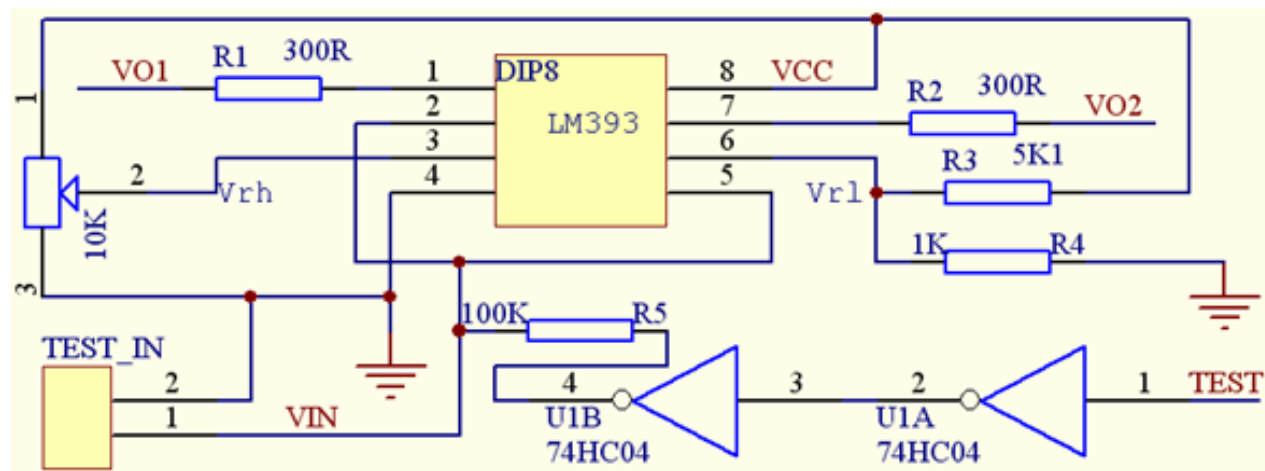 R1 300R
VO1
1 DIP8 8 VCC
1
2 LM393 7 R2 300R VO2
3 6 R3 5K1
2 Vrh 4 5 Vrl
10K
1K R4
3
100K R5
TEST_IN
2
1 VIN
4 3 2 1 TEST
U1B U1A
74HC04 74HC04